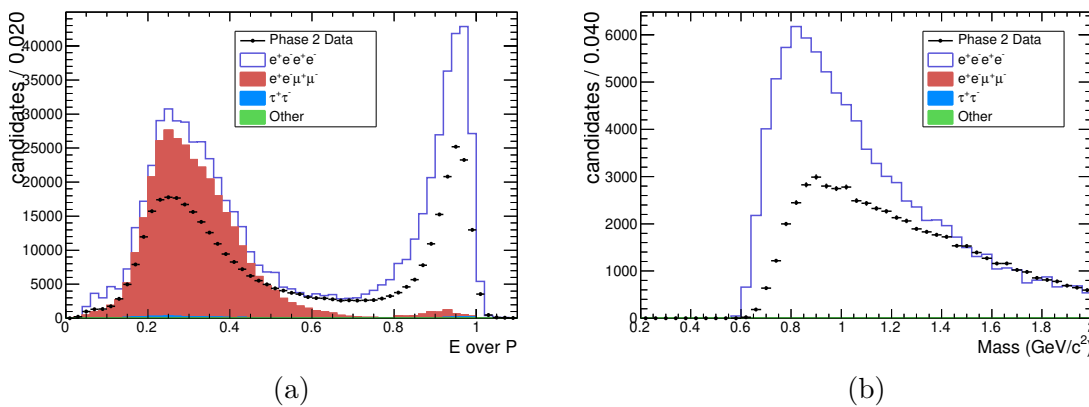 candidates / 0.020
40000
35000
30000
25000
20000
15000
10000
5000
0
0 0.2 0.4 0.6 0.8 1
E over P
Phase 2 Data
e⁺e⁻e⁺e⁻
e⁺e⁻μ⁺μ⁻
τ⁺τ⁻
Other
(a)
candidates / 0.040
6000
5000
4000
3000
2000
1000
0
0.2 0.4 0.6 0.8 1 1.2 1.4 1.6 1.8 2
Mass (GeV/c²)
Phase 2 Data
e⁺e⁻e⁺e⁻
e⁺e⁻μ⁺μ⁻
τ⁺τ⁻
Other
(b)